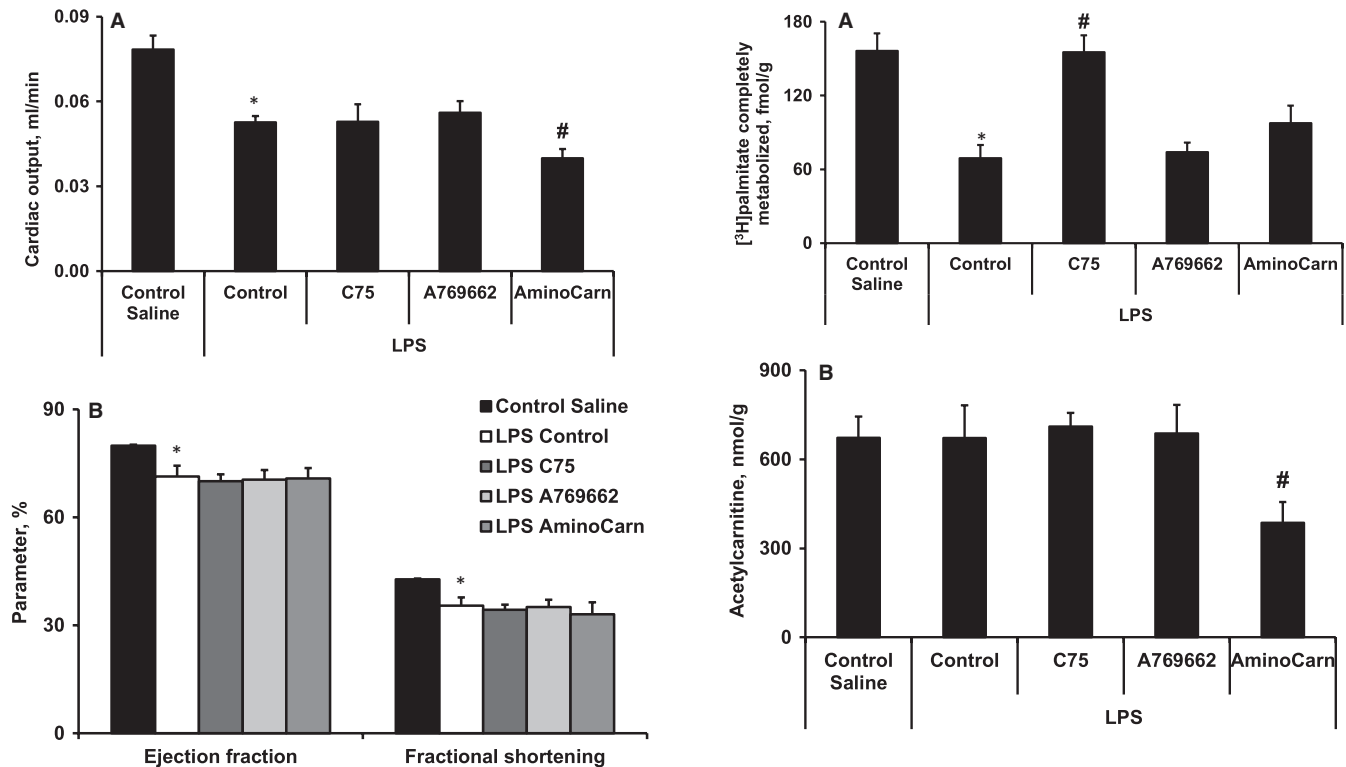 A
Cardiac output, ml/min
0.09
0.06
0.03
0.00
*
#
Control
Saline
Control
C75
A769662
AminoCarn
LPS
B
Parameter, %
90
60
30
0
*
*
Control Saline
LPS Control
LPS C75
LPS A769662
LPS AminoCarn
Ejection fraction
Fractional shortening
A
[³H]palmitate completely
metabolized, fmol/g
180
120
60
0
*
#
Control
Saline
Control
C75
A769662
AminoCarn
LPS
B
Acetylcarnitine, nmol/g
900
600
300
0
#
Control
Saline
Control
C75
A769662
AminoCarn
LPS